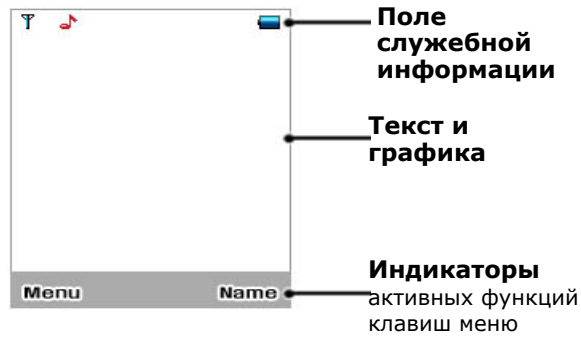 Поле
служебной
информации
Текст и
графика
Menu
Name
Индикаторы
активных функций
клавиш меню